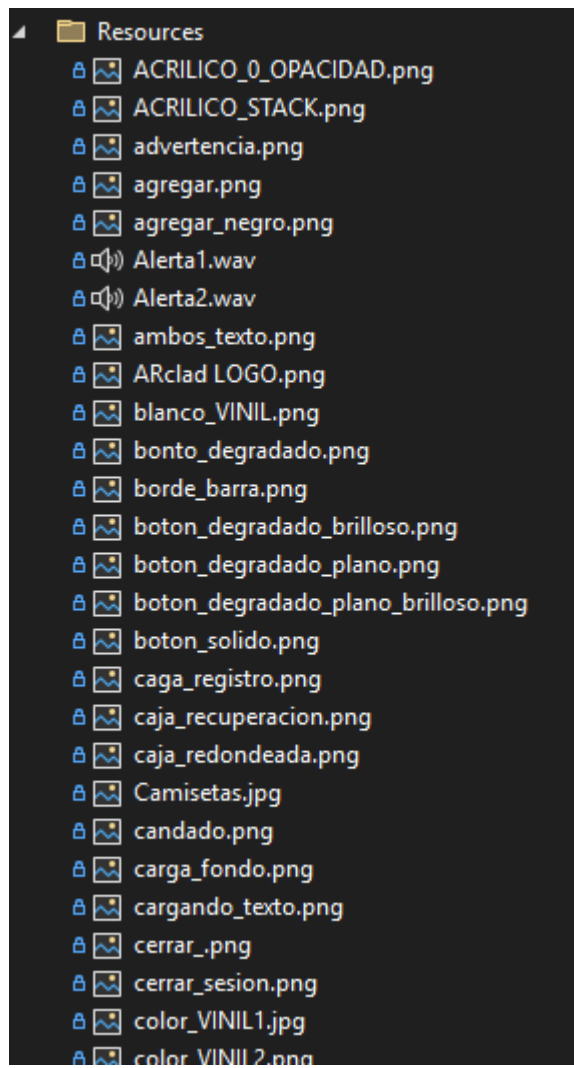 Resources
ACRILICO_0_OPACIDAD.png
ACRILICO_STACK.png
advertencia.png
agregar.png
agregar_negro.png
Alerta1.wav
Alerta2.wav
ambos_texto.png
ARclad LOGO.png
blanco_VINIL.png
bonto_degradado.png
borde_barra.png
boton_degradado_brilloso.png
boton_degradado_plano.png
boton_degradado_plano_brilloso.png
boton_solido.png
caga_registro.png
caja_recuperacion.png
caja_redondeada.png
Camisetas.jpg
candado.png
carga_fondo.png
cargando_texto.png
cerrar_.png
cerrar_sesion.png
color_VINIL1.jpg
color_VINIL2.png